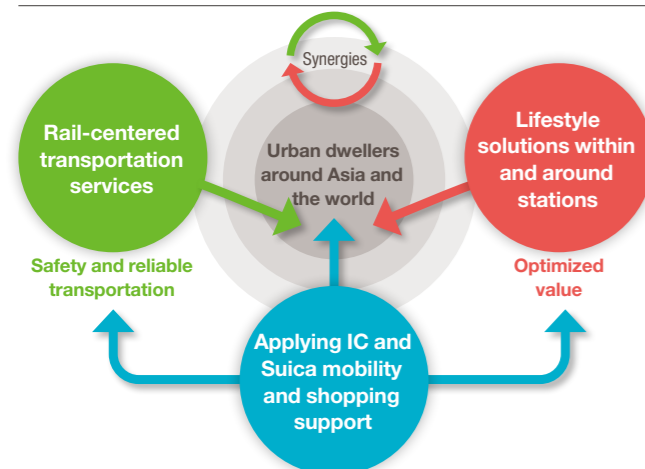 Synergies
Rail-centered
transportation
services
Urban dwellers
around Asia and
the world
Lifestyle
solutions within
and around
stations
Safety and reliable
transportation
Optimized
value
Applying IC and
Suica mobility
and shopping
support